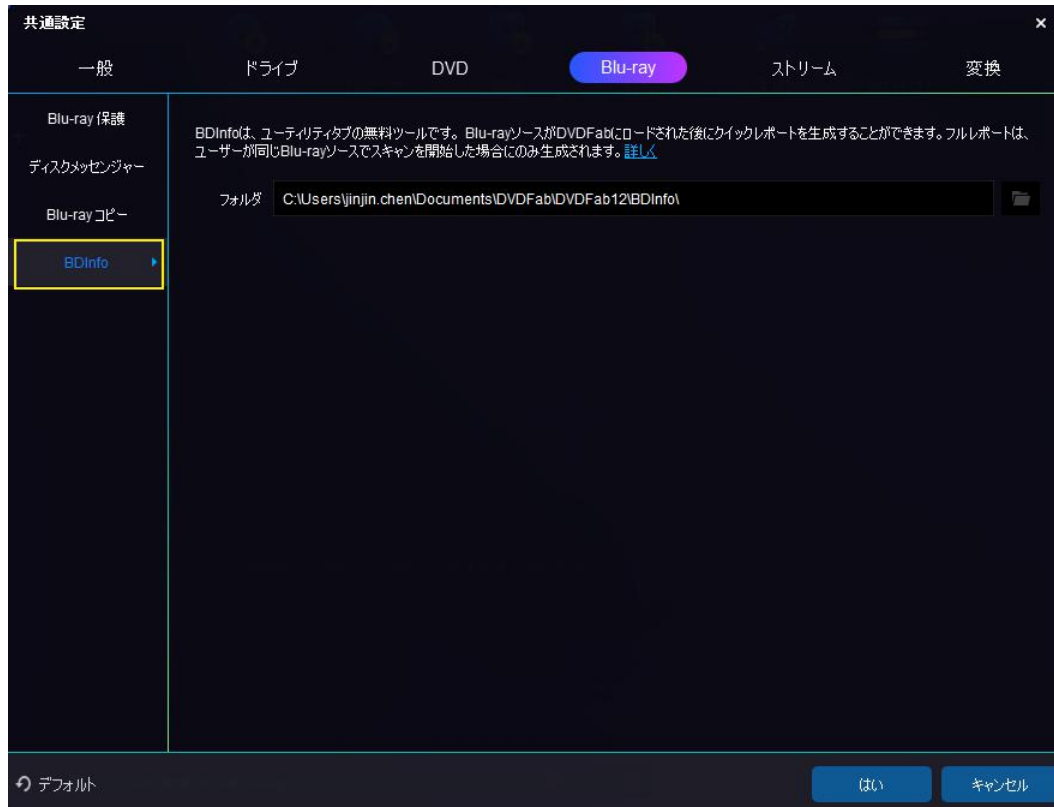 共通設定
一般 ドライブ DVD Blu-ray ストリーム 変換
Blu-ray 保護
ディスクメッセンジャー
Blu-ray コピー
BDInfo
BDInfoは、ユーティリティタブの無料ツールです。Blu-rayソースがDVDFabにロードされた後にクイックレポートを生成することができます。フルレポートは、
ユーザーが同じBlu-rayソースでスキャンを開始した場合にのみ生成されます。詳しく
フォルダ C:\Users\jinjin.chen\Documents\DVDFab\DVDFab12\BDInfo\
デフォルト はい キャンセル